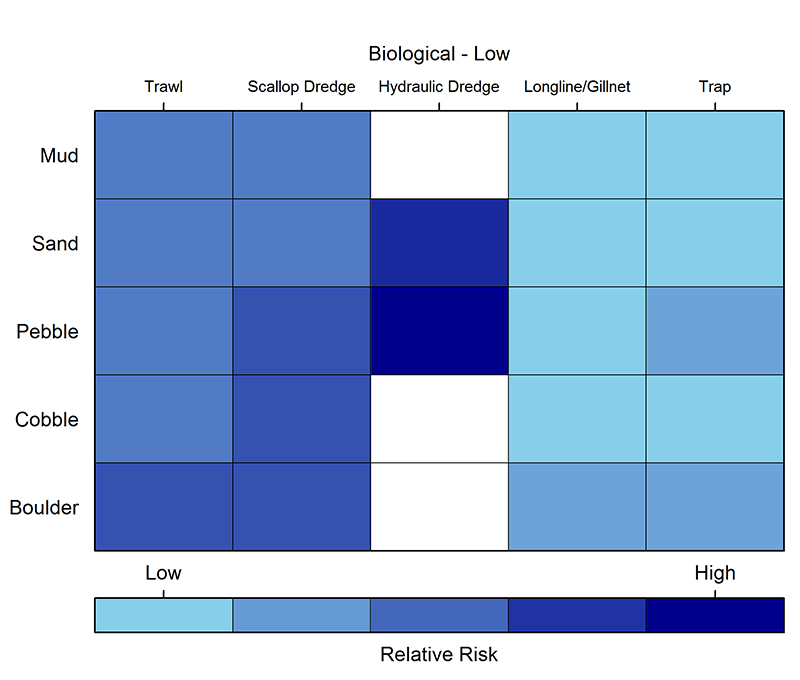 Biological - Low
Trawl Scallop Dredge Hydraulic Dredge Longline/Gillnet Trap
Mud
Sand
Pebble
Cobble
Boulder
Low High
Relative Risk